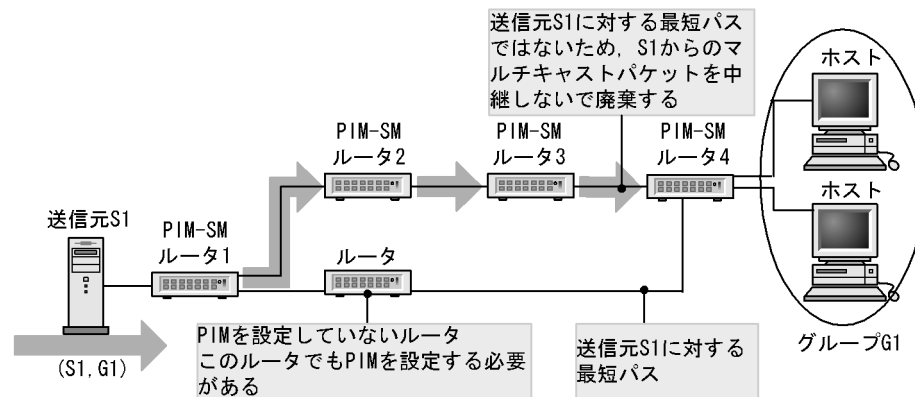 送信元S1に対する最短パス
ではないため，S1からのマ
ルチキャストパケットを中
継しないで廃棄する
ホスト
PIM-SM
ルータ2
PIM-SM
ルータ3
PIM-SM
ルータ4
ホスト
送信元S1
PIM-SM
ルータ1
ルータ
PIMを設定していないルータ
このルータでもPIMを設定する必要
がある
送信元S1に対する
最短パス
グループG1
(S1,G1)